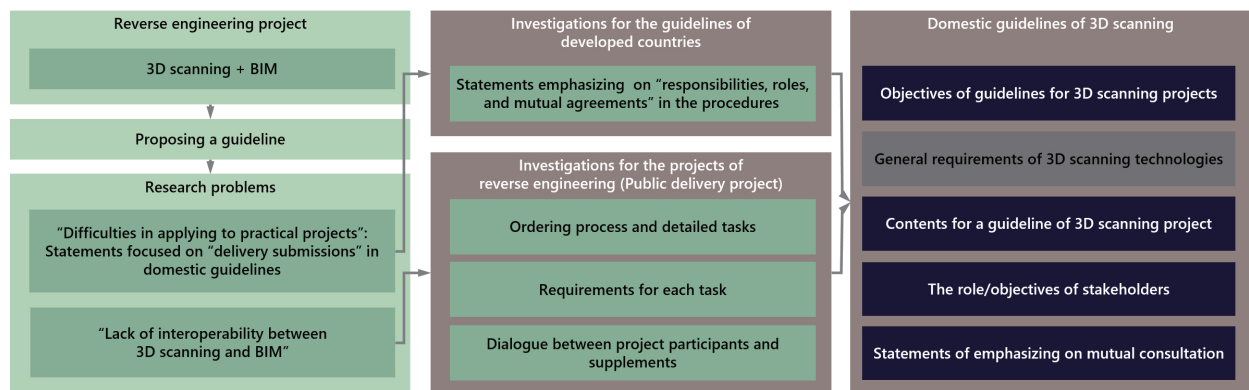 Reverse engineering project
3D scanning + BIM
Proposing a guideline
Research problems
“Difficulties in applying to practical projects”:
Statements focused on “delivery submissions” in
domestic guidelines
“Lack of interoperability between
3D scanning and BIM”
Investigations for the guidelines of
developed countries
Statements emphasizing on “responsibilities, roles,
and mutual agreements” in the procedures
Investigations for the projects of
reverse engineering (Public delivery project)
Ordering process and detailed tasks
Requirements for each task
Dialogue between project participants and
supplements
Domestic guidelines of 3D scanning
Objectives of guidelines for 3D scanning projects
General requirements of 3D scanning technologies
Contents for a guideline of 3D scanning project
The role/objectives of stakeholders
Statements of emphasizing on mutual consultation